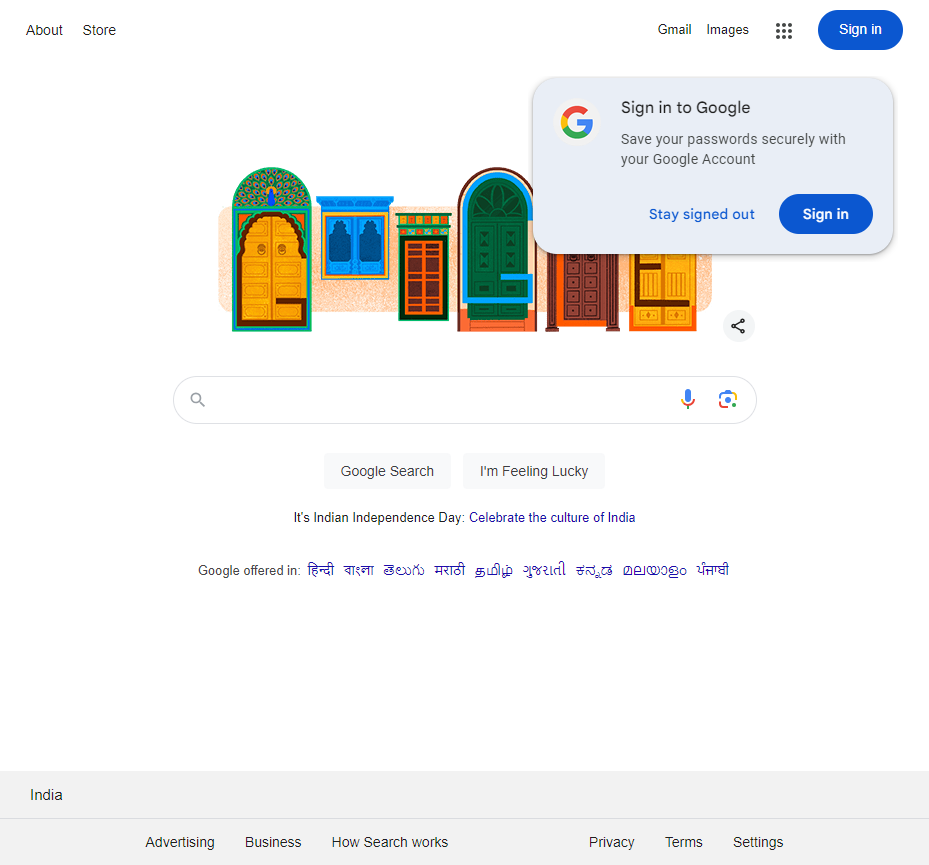 About Store Gmail Images Sign in
Sign in to Google
Save your passwords securely with
your Google Account
Stay signed out Sign in
Google Search I'm Feeling Lucky
It's Indian Independence Day: Celebrate the culture of India
Google offered in: हिन्दी বাংলা తెలుగు मराठी தமிழ் ગુજરાતી ಕನ್ನಡ മലയാളം ਪੰਜਾਬੀ
India
Advertising Business How Search works Privacy Terms Settings